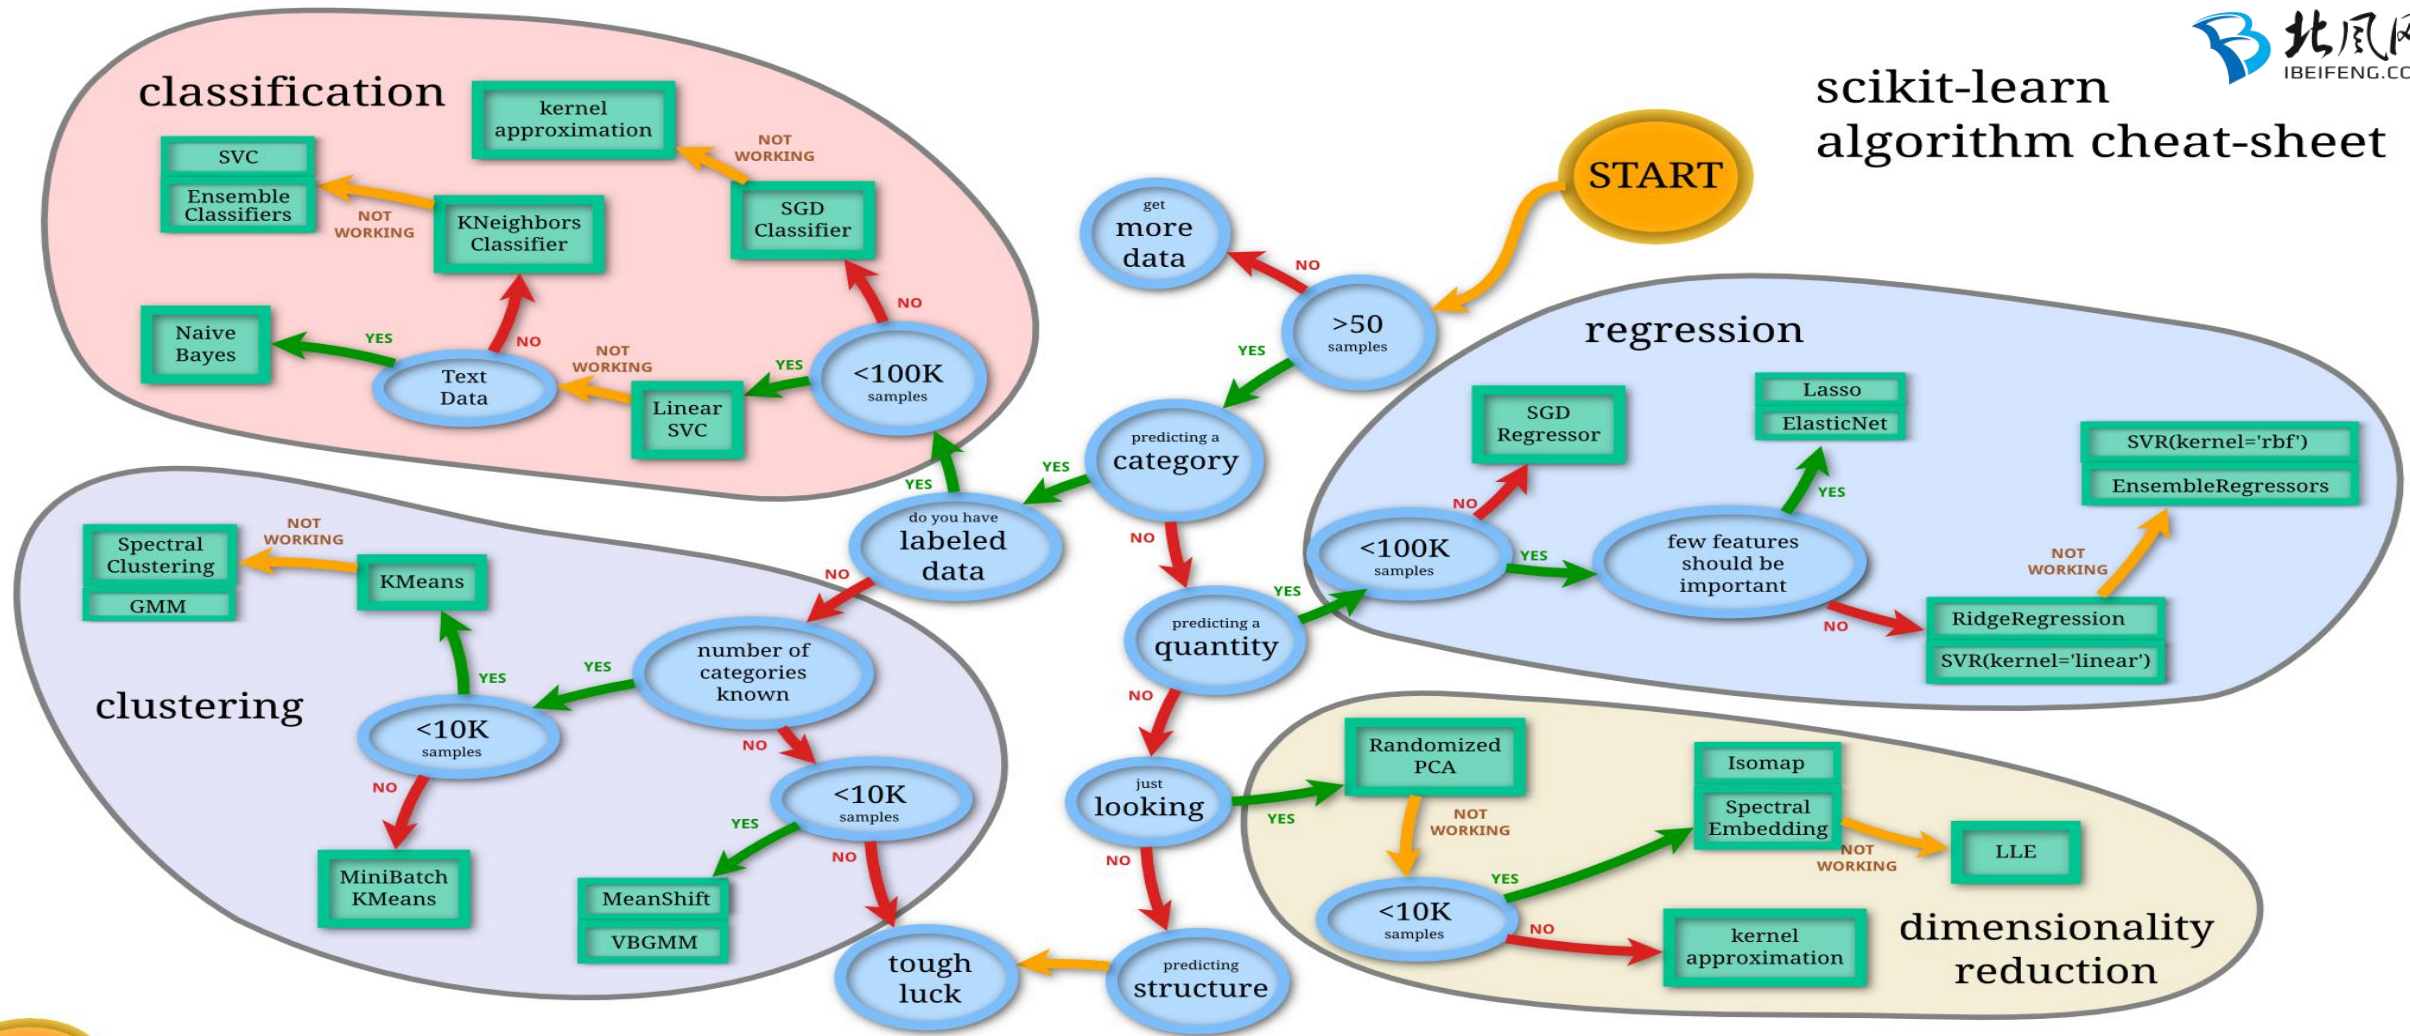 北风网
IBEIFENG.CO
scikit-learn
algorithm cheat-sheet
START
classification
kernel
approximation
NOT
WORKING
SVC
Ensemble
Classifiers
NOT
WORKING
KNeighbors
Classifier
SGD
Classifier
NO
Naive
Bayes
YES
Text
Data
NO
NOT
WORKING
Linear
SVC
YES
<100K
samples
get
more
data
NO
>50
samples
YES
predicting a
category
YES
NO
do you have
labeled
data
YES
NO
predicting a
quantity
YES
NO
just
looking
YES
NO
predicting
structure
tough
luck
regression
SGD
Regressor
NO
<100K
samples
YES
few features
should be
important
YES
Lasso
ElasticNet
NO
RidgeRegression
SVR(kernel='linear')
NOT
WORKING
SVR(kernel='rbf')
EnsembleRegressors
clustering
Spectral
Clustering
GMM
NOT
WORKING
KMeans
YES
<10K
samples
NO
MiniBatch
KMeans
YES
number of
categories
known
NO
<10K
samples
YES
NO
MeanShift
VBGMM
Randomized
PCA
NOT
WORKING
<10K
samples
YES
NO
Isomap
Spectral
Embedding
NOT
WORKING
LLE
kernel
approximation
dimensionality
reduction